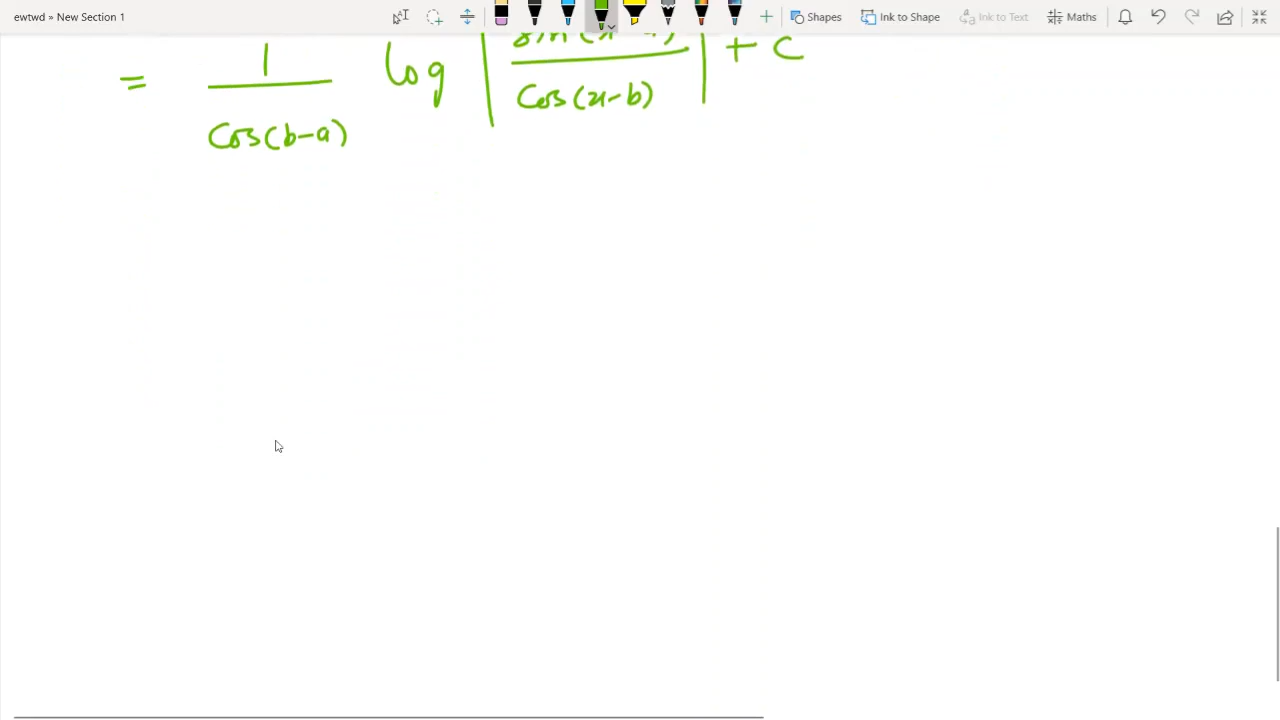 ewtwd » New Section 1
Shapes
Ink to Shape
Ink to Text
Maths
= 1 / cos(b-a) log | / cos(x-b) | + c